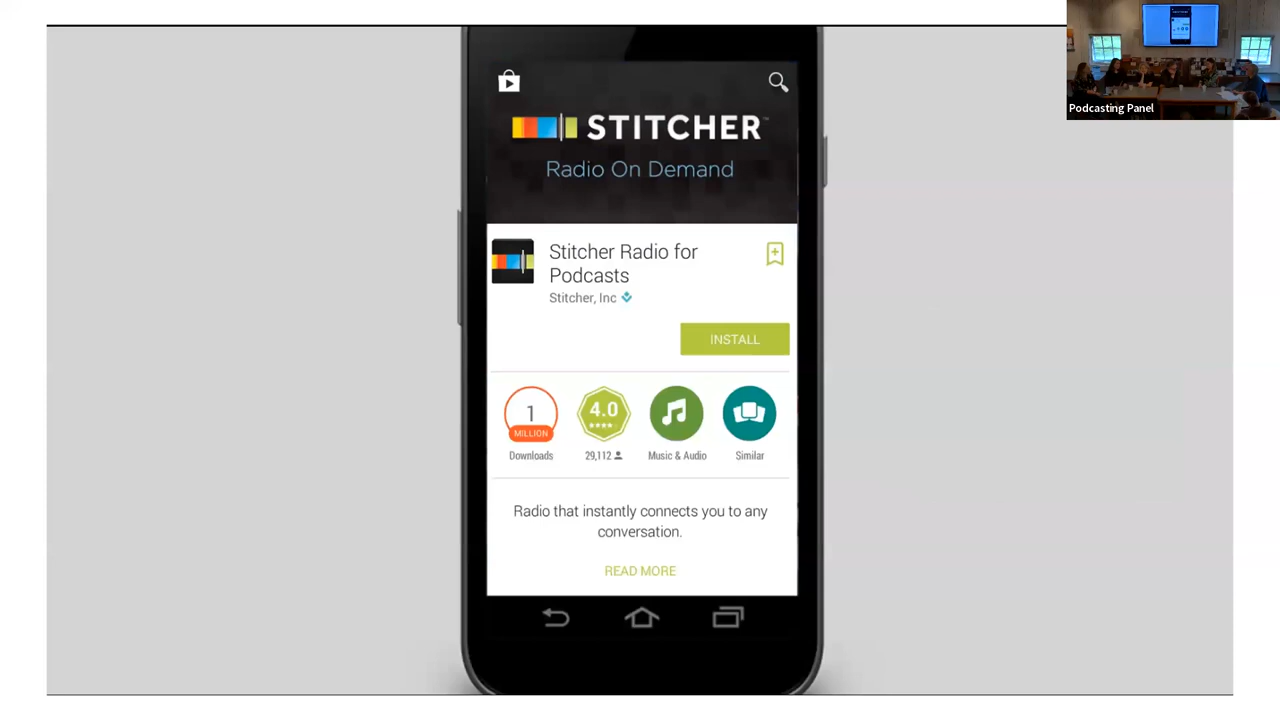 Podcasting Panel
STITCHER™
Radio On Demand
Stitcher Radio for
Podcasts
Stitcher, Inc
INSTALL
1
MILLION
Downloads
4.0
29,112
Music & Audio
Similar
Radio that instantly connects you to any
conversation.
READ MORE